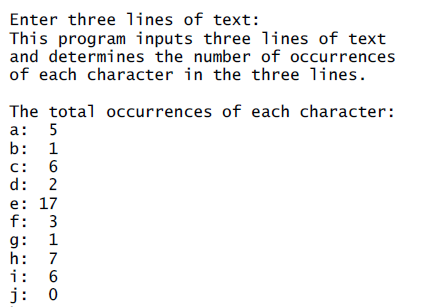 Enter three lines of text:
This program inputs three lines of text
and determines the number of occurrences
of each character in the three lines.

The total occurrences of each character:
a:  5
b:  1
c:  6
d:  2
e: 17
f:  3
g:  1
h:  7
i:  6
j:  0